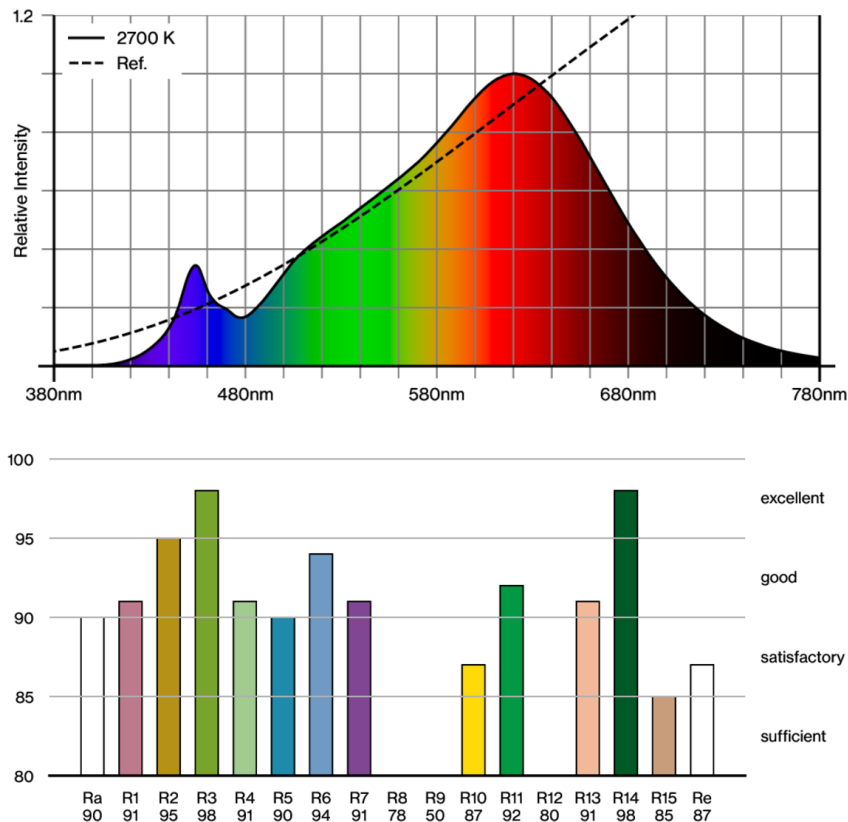 1.2
2700 K
Ref.
Relative Intensity
380nm 480nm 580nm 680nm 780nm
100
excellent
95
good
90
satisfactory
85
sufficient
80
Ra R1 R2 R3 R4 R5 R6 R7 R8 R9 R10 R11 R12 R13 R14 R15 Re
90 91 95 98 91 90 94 91 78 50 87 92 80 91 98 85 87